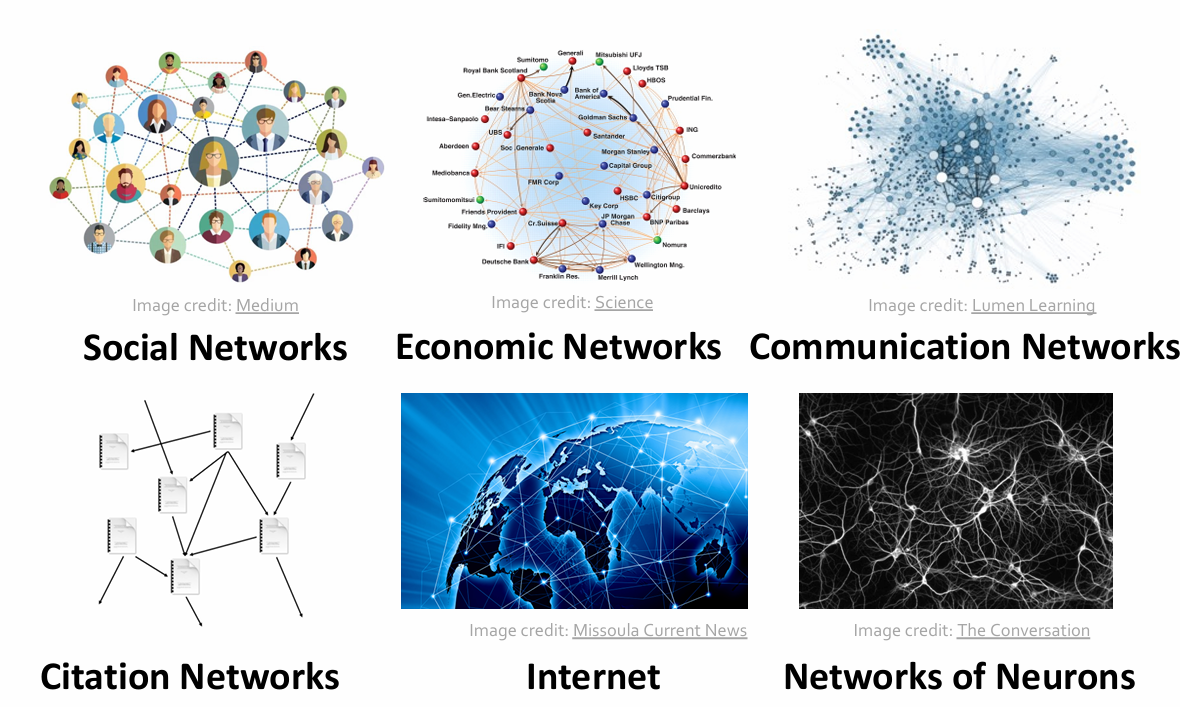 Generali
Mitsubishi UFJ
Sumitomo
Lloyds TSB
Royal Bank Scotland
HBOS
Gen.Electric
Bank Nova
Scotia
Bank of
America
Prudential Fin.
Bear Stearns
Goldman Sachs
Intesa-Sanpaolo
ING
UBS
Santander
Aberdeen
Soc. Generale
Morgan Stanley
Commerzbank
Capital Group
Mediobanca
FMR Corp
Unicredito
HSBC
Citigroup
Sumitomomitsui
Key Corp
Friends Provident
Barclays
JP Morgan
Chase
BNP Paribas
Fidelity Mng.
Cr.Suisse
IFI
Nomura
Deutsche Bank
Wellington Mng.
Franklin Res.
Merrill Lynch
Image credit: Medium
Image credit: Science
Image credit: Lumen Learning
Social Networks
Economic Networks
Communication Networks
Image credit: Missoula Current News
Image credit: The Conversation
Citation Networks
Internet
Networks of Neurons